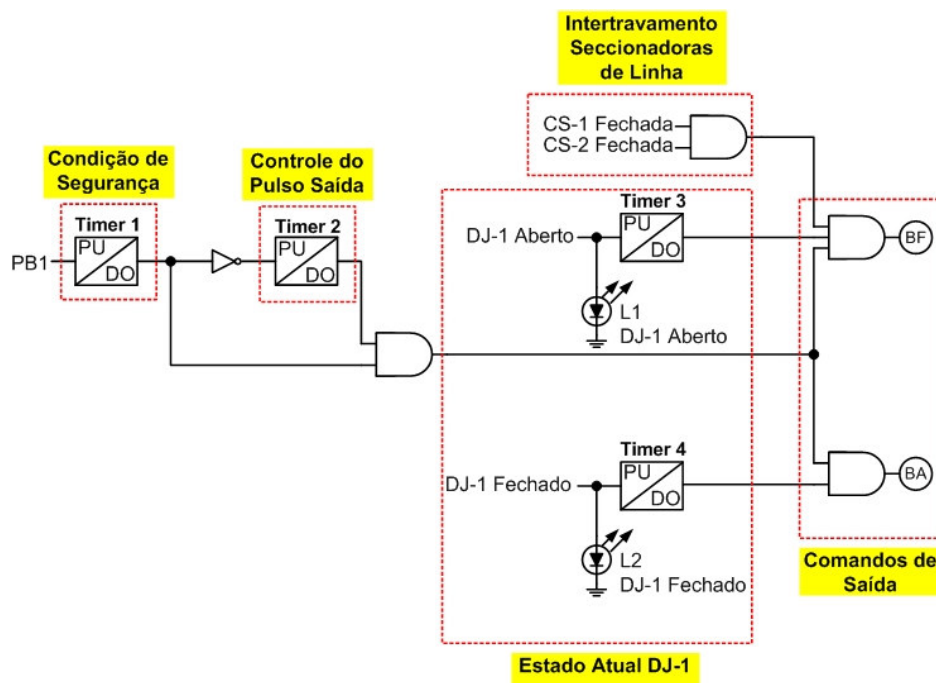 Intertravamento
Seccionadoras
de Linha
CS-1 Fechada
CS-2 Fechada
Condição de
Segurança
Controle do
Pulso Saída
Timer 1
PU
DO
PB1
Timer 2
PU
DO
Timer 3
PU
DO
DJ-1 Aberto
L1
DJ-1 Aberto
BF
Timer 4
PU
DO
DJ-1 Fechado
L2
DJ-1 Fechado
BA
Comandos de
Saída
Estado Atual DJ-1